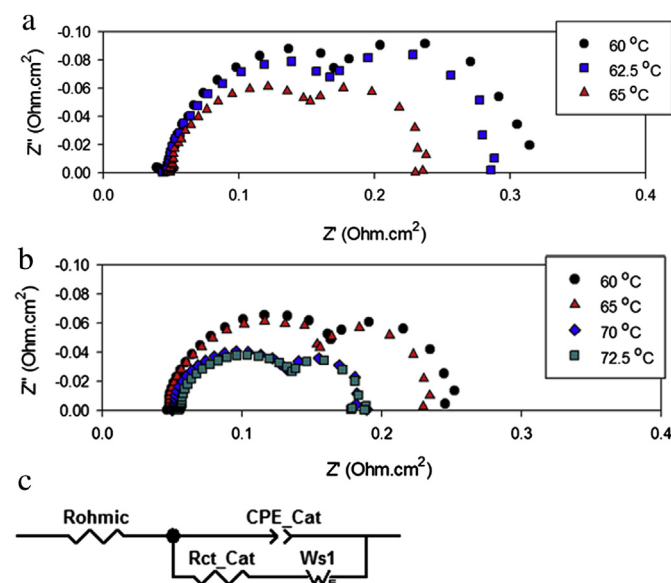 a
-0.10
-0.08
-0.06
-0.04
-0.02
0.00
Z" (Ohm.cm²)
0.0
0.1
0.2
0.3
0.4
Z' (Ohm.cm²)
60 °C
62.5 °C
65 °C
b
-0.10
-0.08
-0.06
-0.04
-0.02
0.00
Z" (Ohm.cm²)
0.0
0.1
0.2
0.3
0.4
Z' (Ohm.cm²)
60 °C
65 °C
70 °C
72.5 °C
c
Rohmic
CPE_Cat
Rct_Cat
Ws1